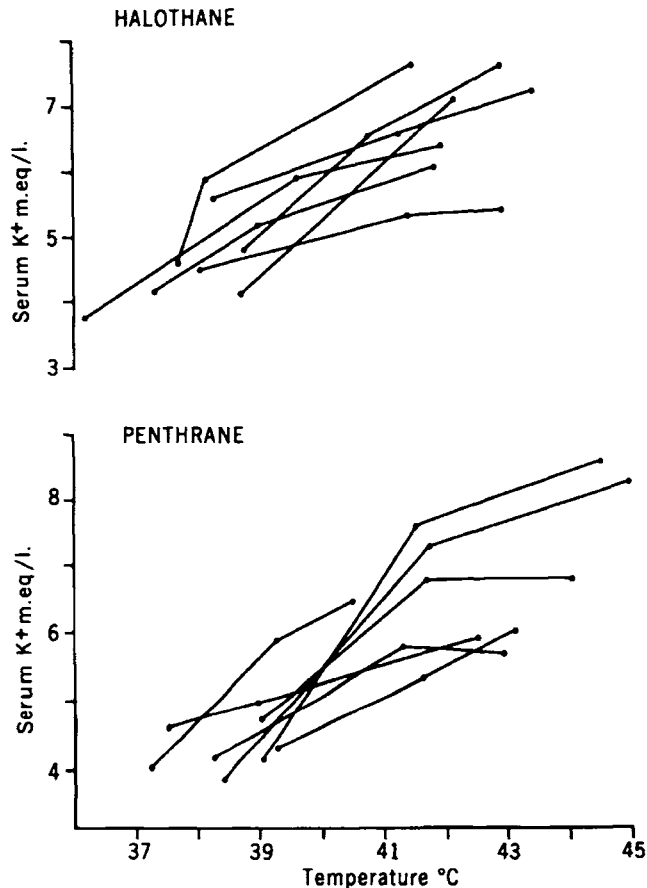 HALOTHANE
7
5
3
Serum K+ m.eq/l.
PENTHRANE
8
6
4
Serum K+ m.eq/l.
37 39 41 43 45
Temperature °C